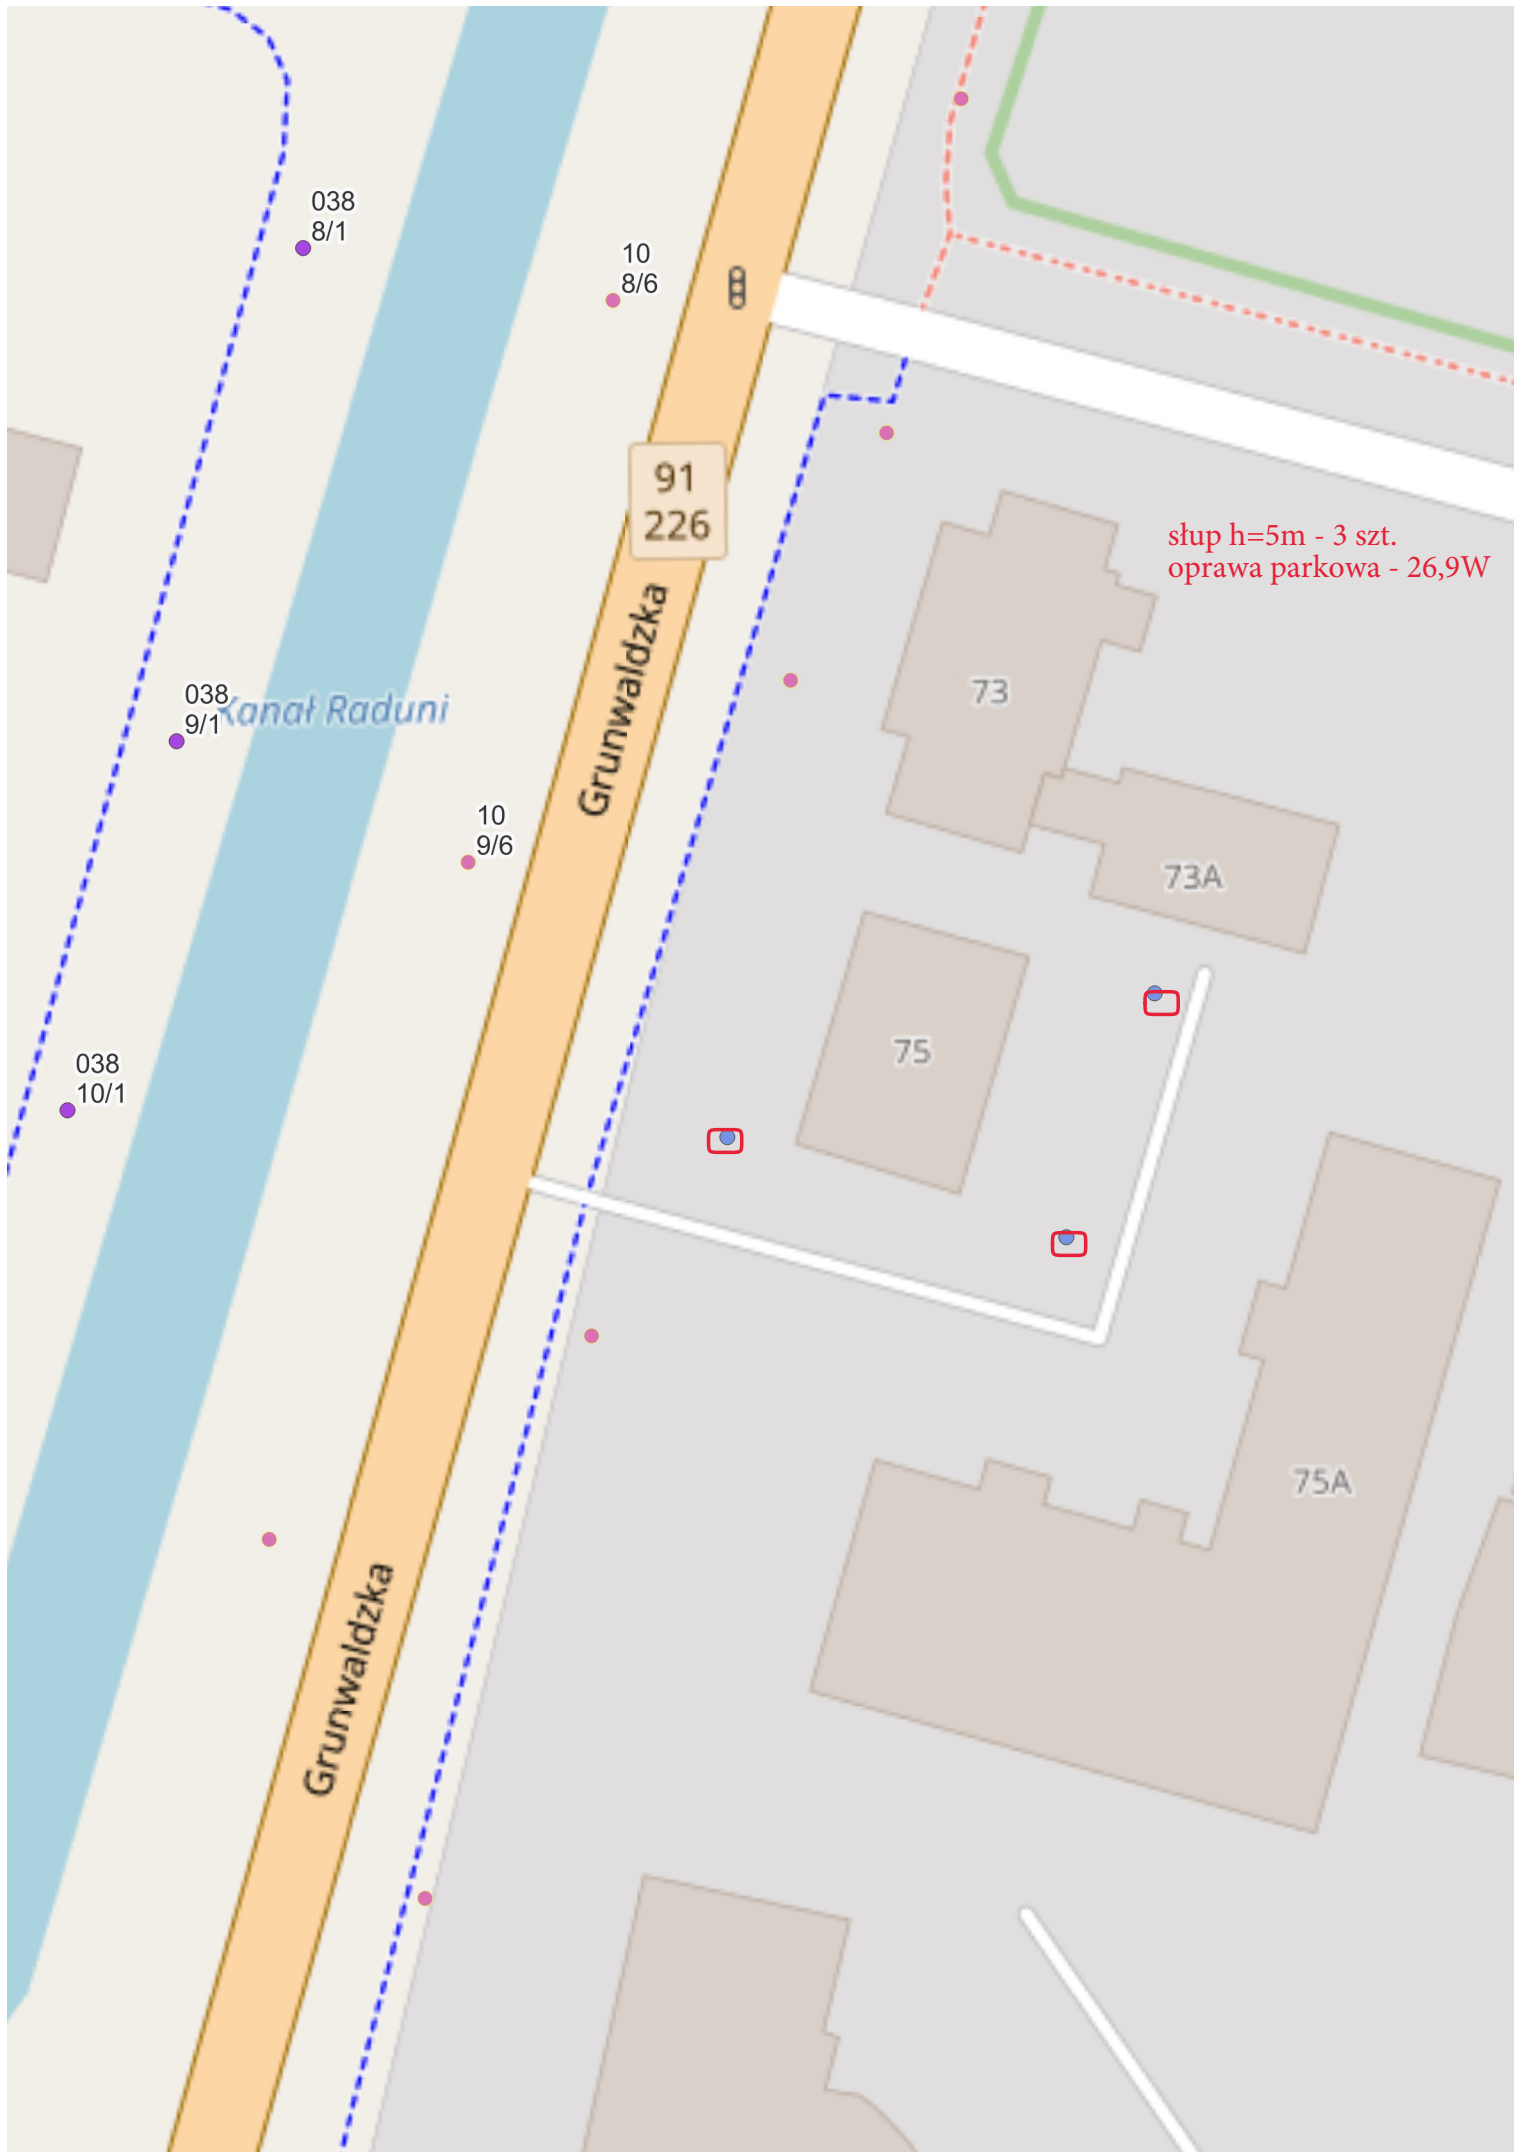 038
8/1
10
8/6
91
226
słup h=5m - 3 szt.
oprawa parkowa - 26,9W
Grunwaldzka
73
038
9/1
Kanał Raduni
10
9/6
73A
75
038
10/1
75A
Grunwaldzka